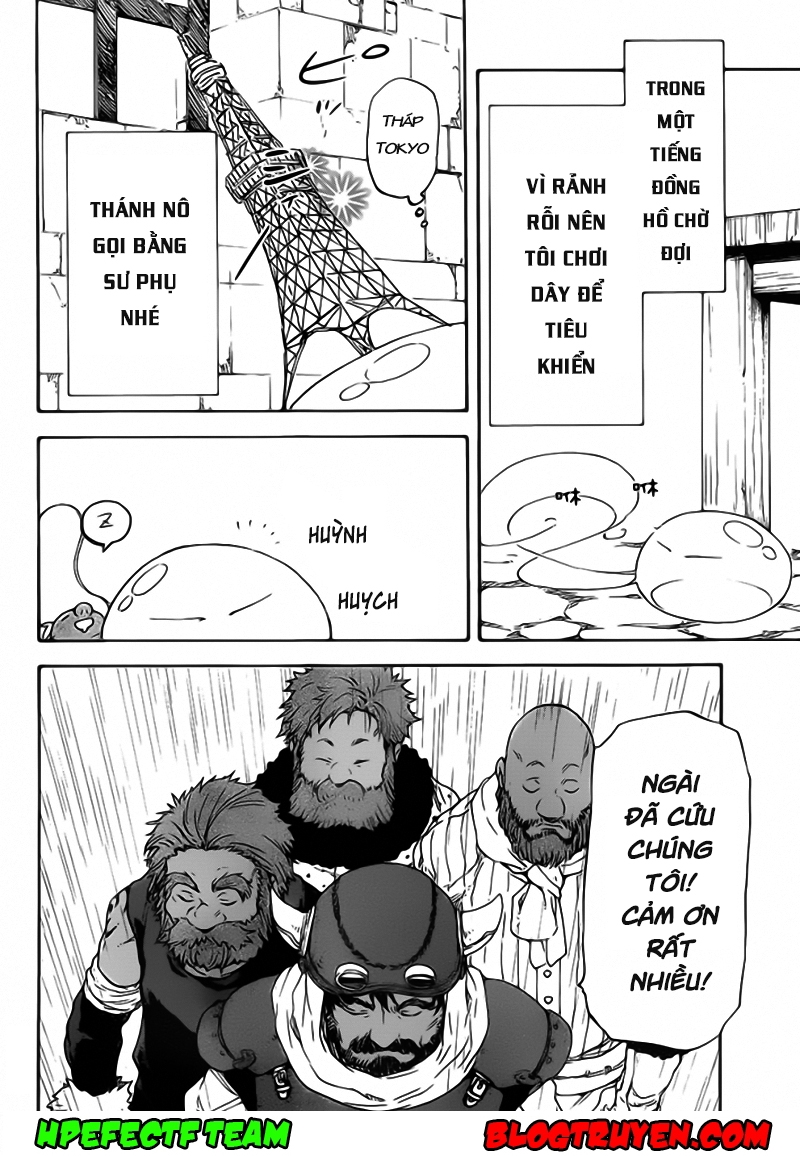 TRONG
MỘT
TIẾNG
ĐỒNG
HỒ CHỜ
ĐỢI
VÌ RẢNH
RỖI NÊN
TÔI CHƠI
DÂY ĐỂ
TIÊU
KHIỂN
咻
咻
THÁP
TOKYO
THÁNH NÔ
GỌI BẰNG
SƯ PHỤ
NHÉ
Z
HUỲNH
HUỴCH
NGÀI
ĐÃ CỨU
CHÚNG
TÔI!
CẢM ƠN
RẤT
NHIỀU!
HPEFECTF TEAM
BLOGTRUYEN.COM